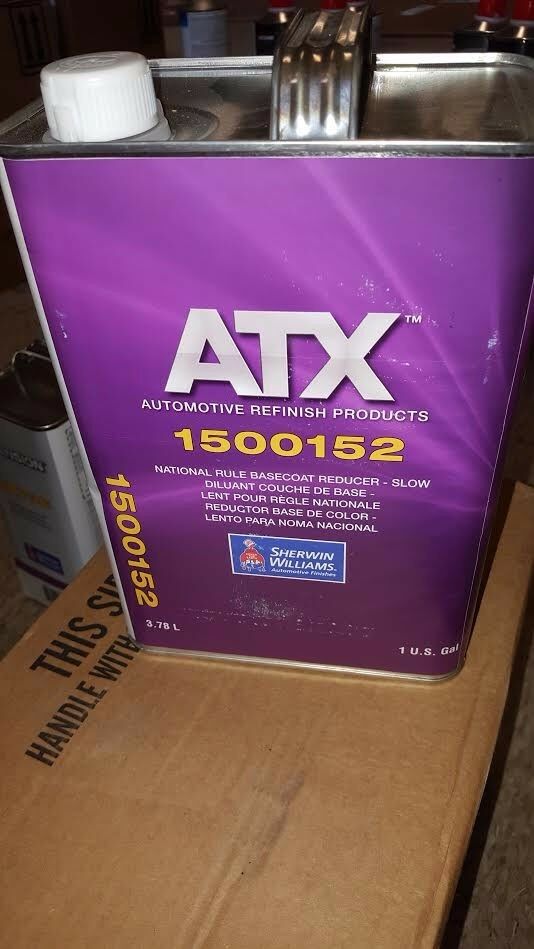 ATX™
AUTOMOTIVE REFINISH PRODUCTS
1500152
NATIONAL RULE BASECOAT REDUCER - SLOW
DILUANT COUCHE DE BASE -
LENT POUR RÈGLE NATIONALE
REDUCTOR BASE DE COLOR -
LENTO PARA NOMA NACIONAL
SHERWIN
WILLIAMS.
Automotive Finishes
1500152
3.78 L
1 U.S. Gal
THIS SI
HANDLE WITH